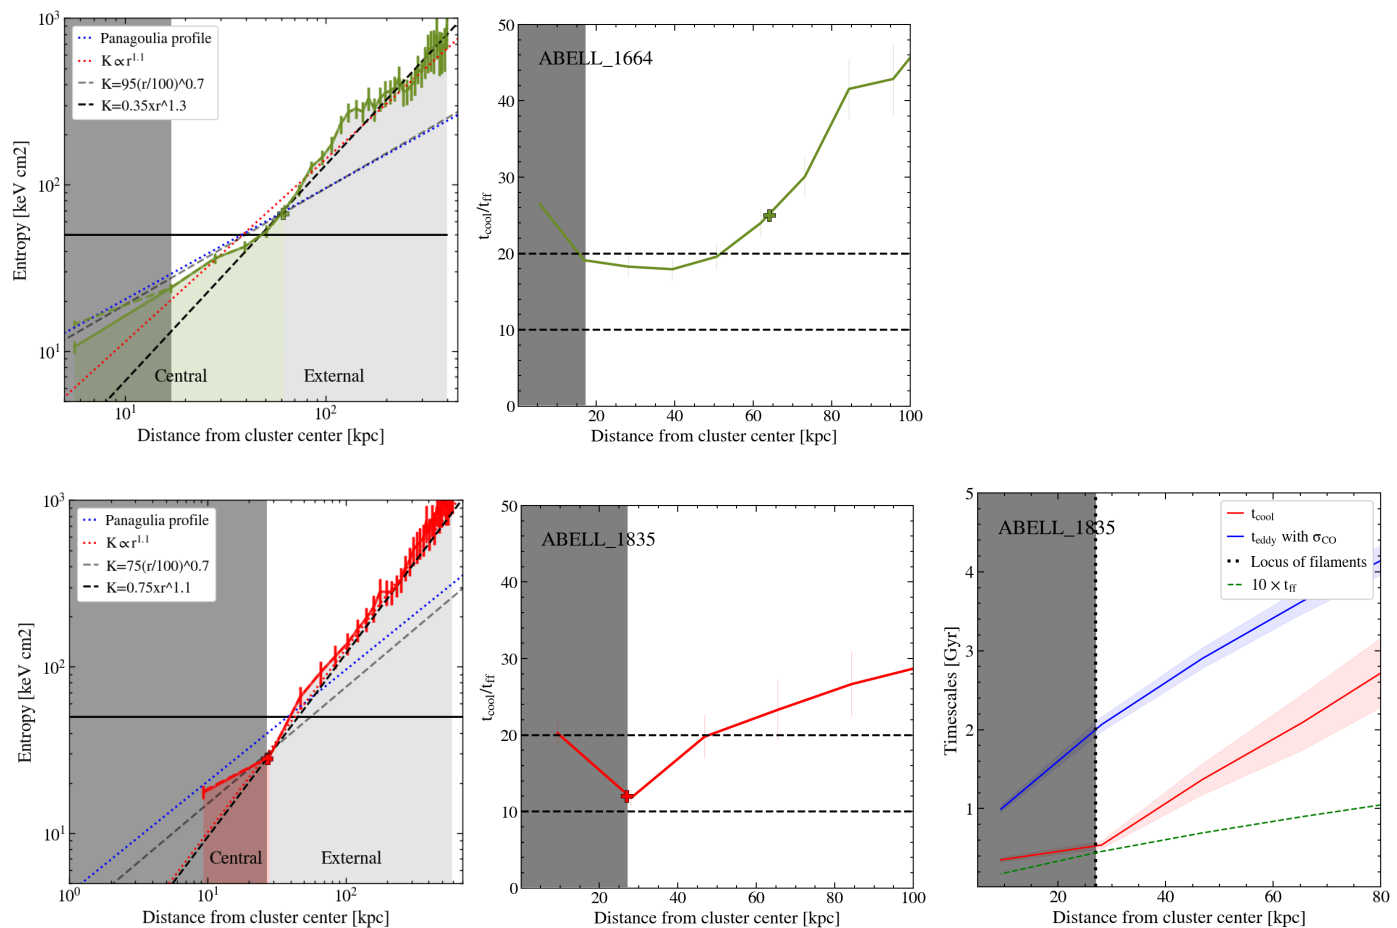 10³
10²
10¹
Entropy [keV cm2]
Panagoulia profile
K∝r¹·¹
K=95(r/100)^0.7
K=0.35xr^1.3
Central
External
10¹
10²
Distance from cluster center [kpc]
50
40
30
20
10
0
t_cool/t_ff
ABELL_1664
20
40
60
80
100
Distance from cluster center [kpc]
10³
10²
10¹
Entropy [keV cm2]
Panagulia profile
K∝r¹·¹
K=75(r/100)^0.7
K=0.75xr^1.1
Central
External
10⁰
10¹
10²
Distance from cluster center [kpc]
50
40
30
20
10
0
t_cool/t_ff
ABELL_1835
20
40
60
80
100
Distance from cluster center [kpc]
5
4
3
2
1
Timescales [Gyr]
ABELL_1835
t_cool
t_eddy with σ_CO
Locus of filaments
10 × t_ff
20
40
60
80
Distance from cluster center [kpc]